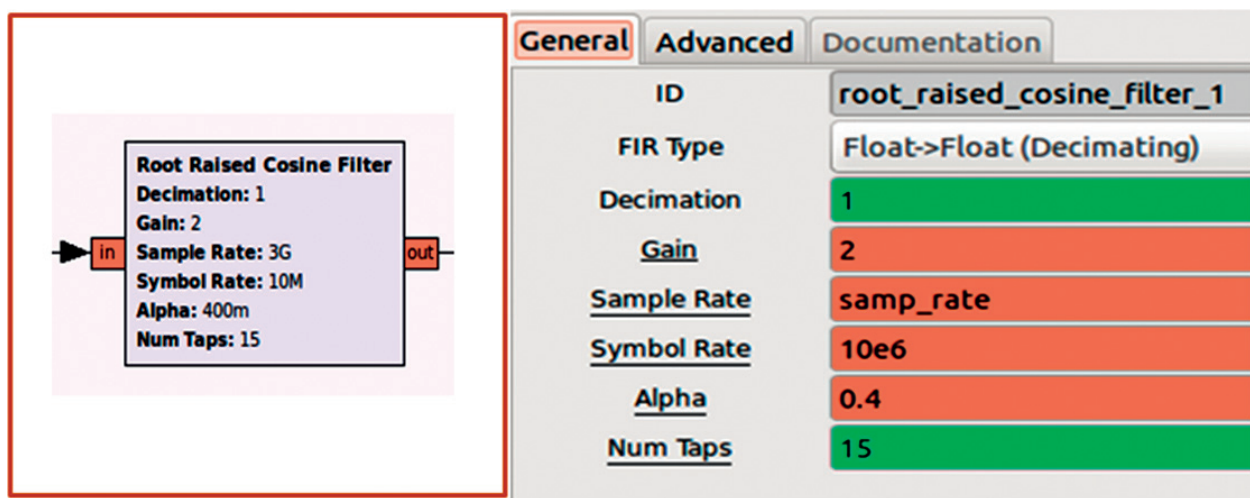 Root Raised Cosine Filter
Decimation: 1
Gain: 2
Sample Rate: 3G
Symbol Rate: 10M
Alpha: 400m
Num Taps: 15
in
out
General Advanced Documentation
ID root_raised_cosine_filter_1
FIR Type Float->Float (Decimating)
Decimation 1
Gain 2
Sample Rate samp_rate
Symbol Rate 10e6
Alpha 0.4
Num Taps 15